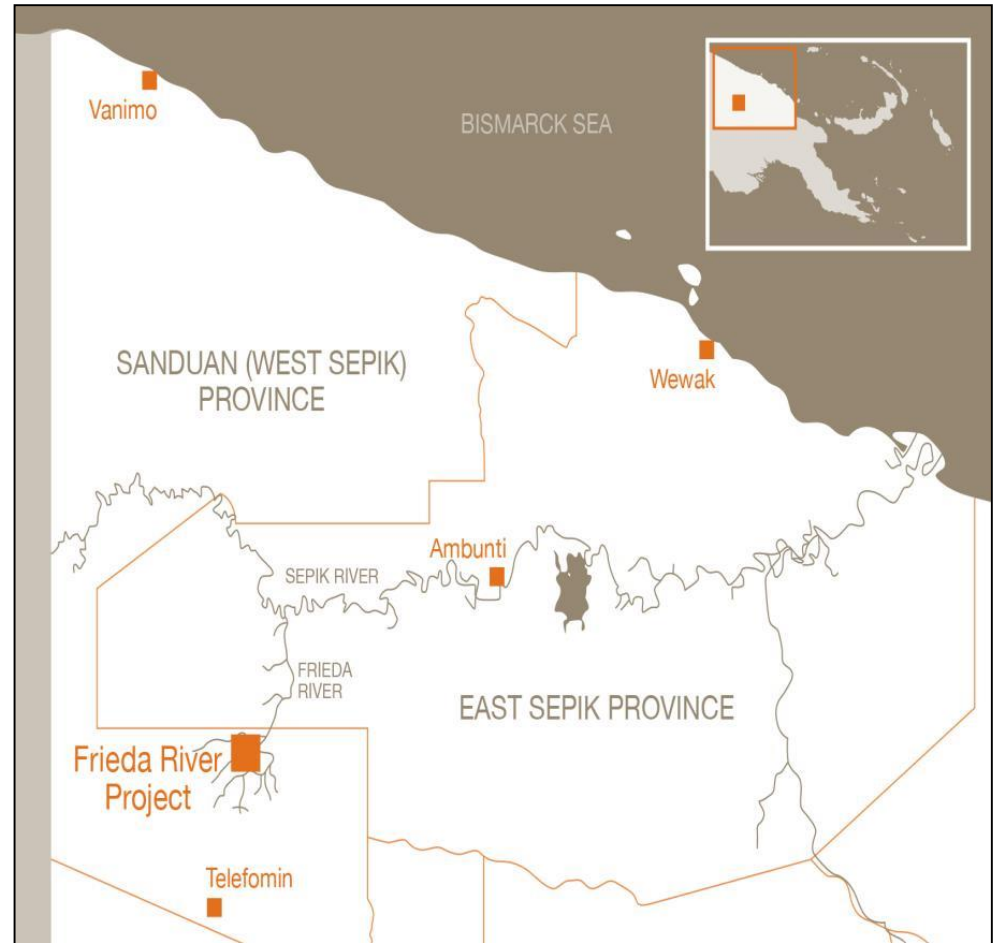 Vanimo
BISMARCK SEA
SANDUAN (WEST SEPIK)
PROVINCE
Wewak
Ambunti
SEPIK RIVER
FRIEDA
RIVER
EAST SEPIK PROVINCE
Frieda River
Project
Telefomin